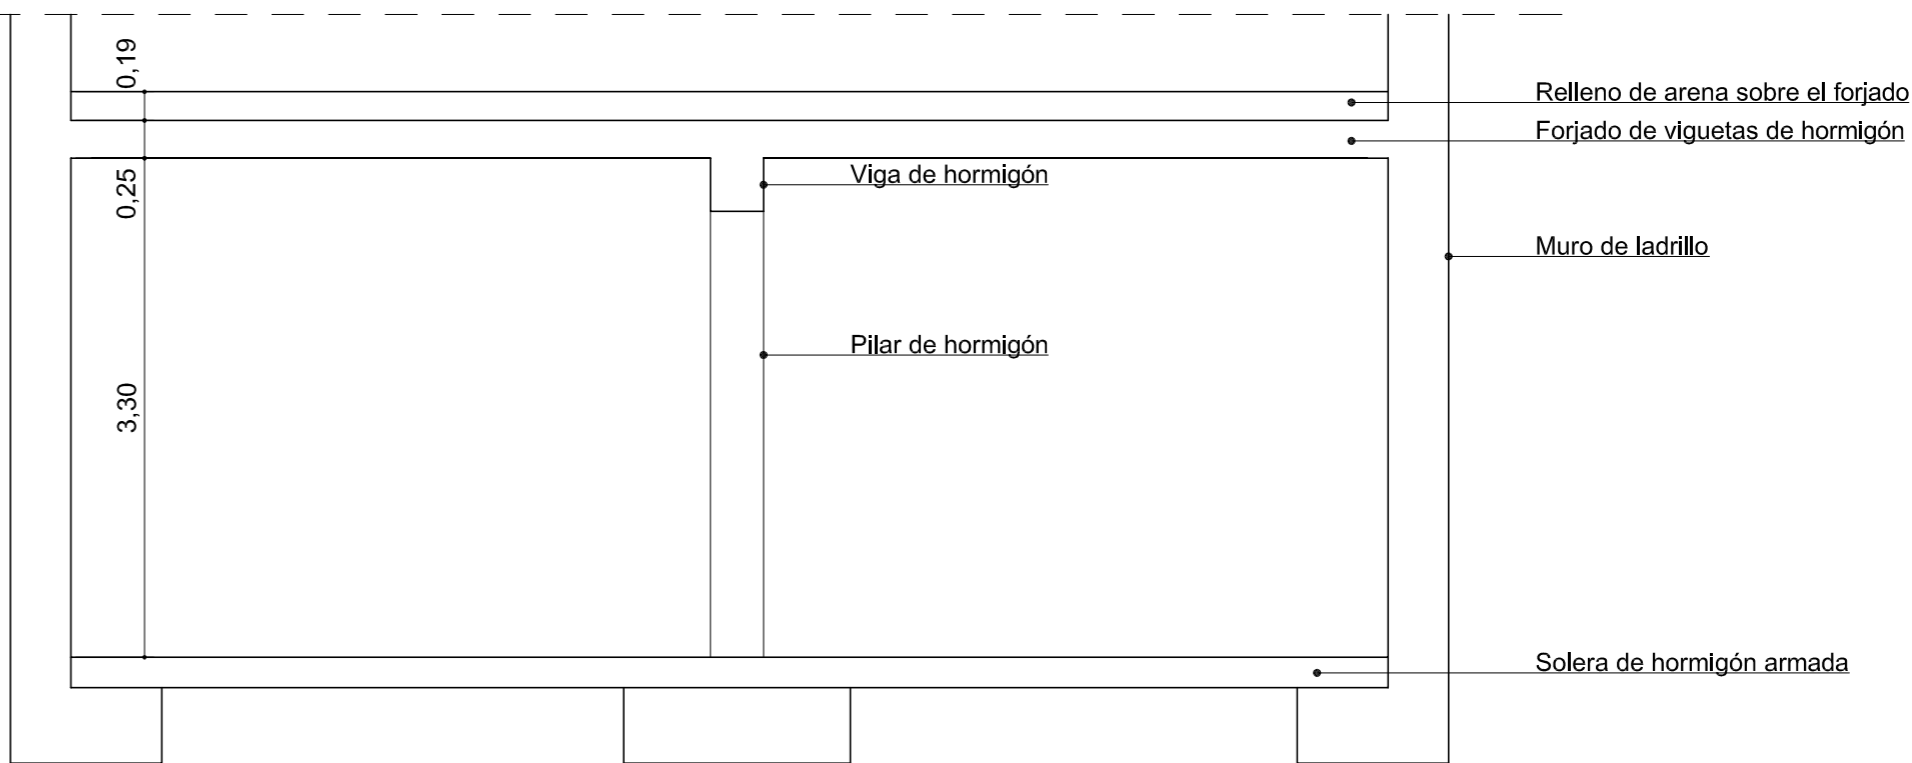 0,19
Relleno de arena sobre el forjado
Forjado de viguetas de hormigón
Viga de hormigón
0,25
Muro de ladrillo
Pilar de hormigón
3,30
Solera de hormigón armada